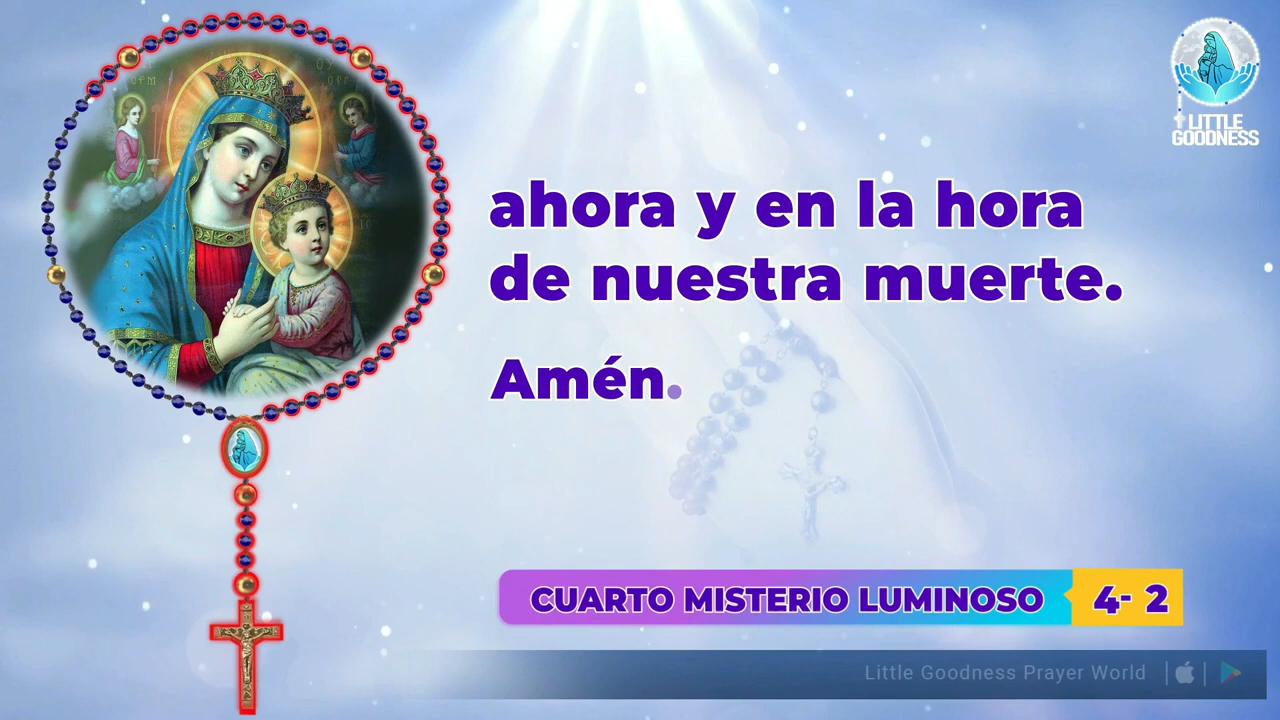 LITTLE
GOODNESS
ahora y en la hora
de nuestra muerte.
Amén.
CUARTO MISTERIO LUMINOSO 4- 2
Little Goodness Prayer World